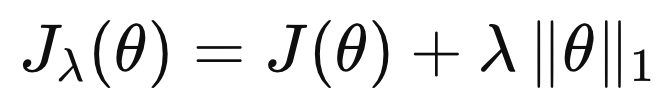 J_λ(θ) = J(θ) + λ ‖θ‖₁